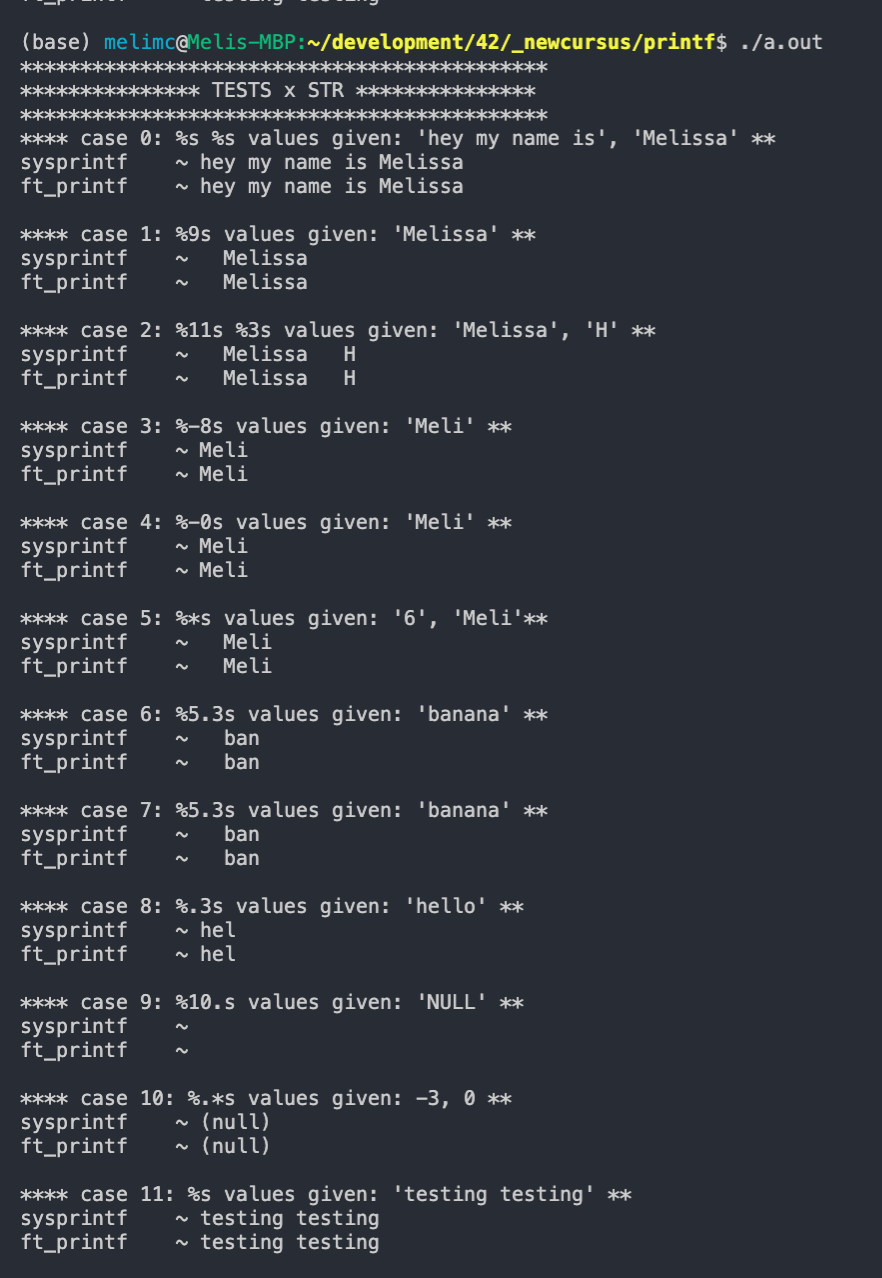 testing testing
(base) melimc@Melis-MBP:~/development/42/_newcursus/printf$ ./a.out
********************************************
*************** TESTS x STR ***************
********************************************
**** case 0: %s %s values given: 'hey my name is', 'Melissa' **
sysprintf    ~ hey my name is Melissa
ft_printf    ~ hey my name is Melissa

**** case 1: %9s values given: 'Melissa' **
sysprintf    ~   Melissa
ft_printf    ~   Melissa

**** case 2: %11s %3s values given: 'Melissa', 'H' **
sysprintf    ~   Melissa   H
ft_printf    ~   Melissa   H

**** case 3: %-8s values given: 'Meli' **
sysprintf    ~ Meli
ft_printf    ~ Meli

**** case 4: %-0s values given: 'Meli' **
sysprintf    ~ Meli
ft_printf    ~ Meli

**** case 5: %*s values given: '6', 'Meli'**
sysprintf    ~   Meli
ft_printf    ~   Meli

**** case 6: %5.3s values given: 'banana' **
sysprintf    ~   ban
ft_printf    ~   ban

**** case 7: %5.3s values given: 'banana' **
sysprintf    ~   ban
ft_printf    ~   ban

**** case 8: %.3s values given: 'hello' **
sysprintf    ~ hel
ft_printf    ~ hel

**** case 9: %10.s values given: 'NULL' **
sysprintf    ~
ft_printf    ~

**** case 10: %.*s values given: -3, 0 **
sysprintf    ~ (null)
ft_printf    ~ (null)

**** case 11: %s values given: 'testing testing' **
sysprintf    ~ testing testing
ft_printf    ~ testing testing